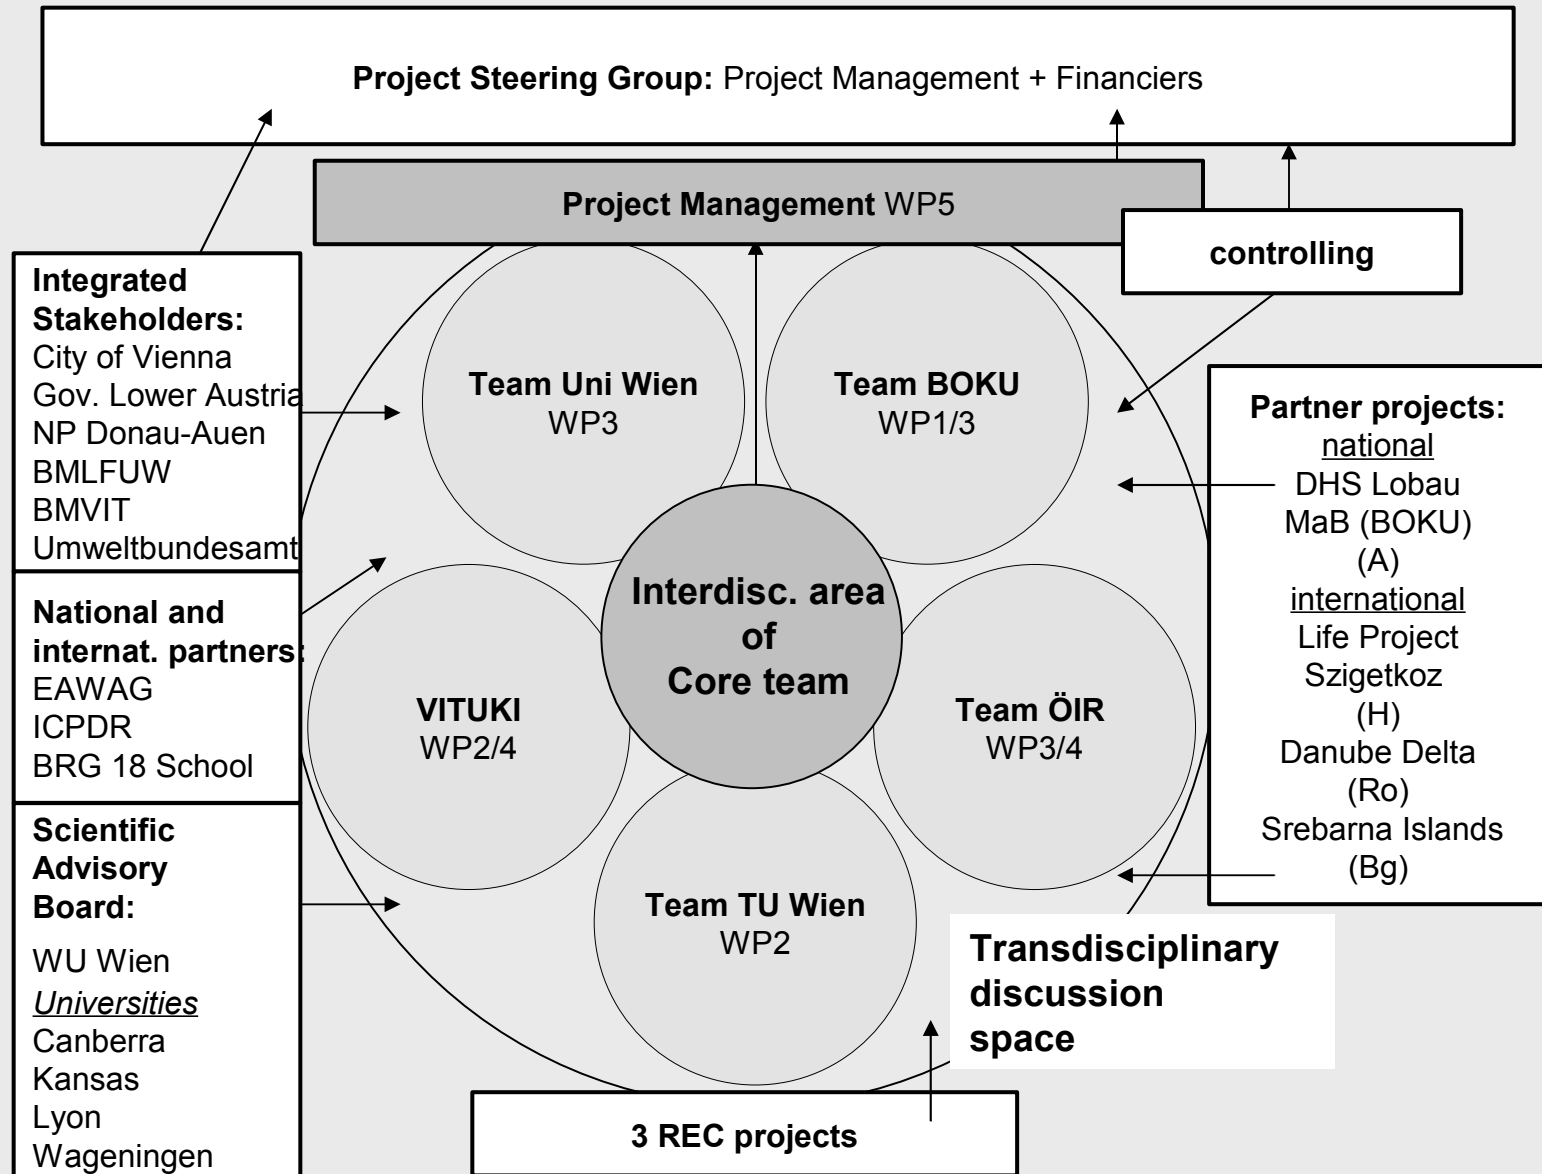 Project Steering Group: Project Management + Financiers
Project Management WP5
controlling
Integrated
Stakeholders:
City of Vienna
Gov. Lower Austria
NP Donau-Auen
BMLFUW
BMVIT
Umweltbundesamt
National and
internat. partners:
EAWAG
ICPDR
BRG 18 School
Scientific
Advisory
Board:
WU Wien
Universities
Canberra
Kansas
Lyon
Wageningen
Team Uni Wien
WP3
Team BOKU
WP1/3
Interdisc. area
of
Core team
VITUKI
WP2/4
Team ÖIR
WP3/4
Team TU Wien
WP2
Partner projects:
national
DHS Lobau
MaB (BOKU)
(A)
international
Life Project
Szigetkoz
(H)
Danube Delta
(Ro)
Srebarna Islands
(Bg)
Transdisciplinary
discussion
space
3 REC projects